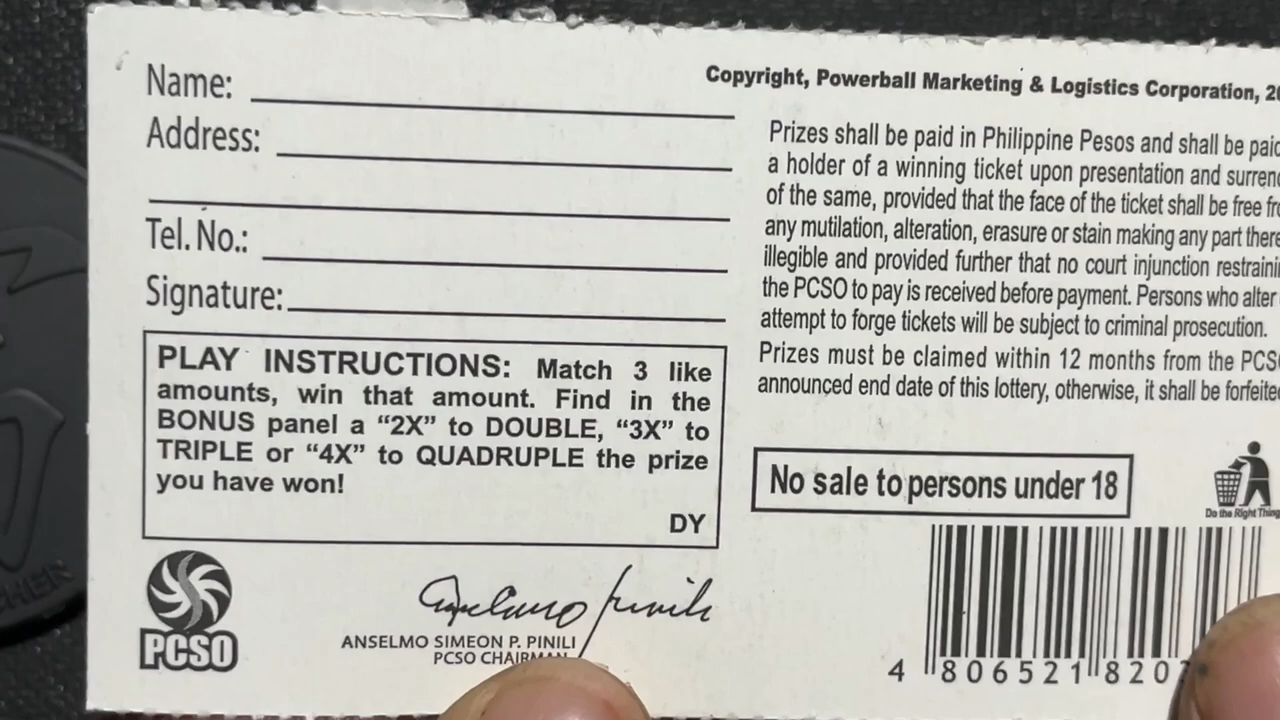 Name:
Address:
Tel. No.:
Signature:
PLAY INSTRUCTIONS: Match 3 like
amounts, win that amount. Find in the
BONUS panel a “2X” to DOUBLE, “3X” to
TRIPLE or “4X” to QUADRUPLE the prize
you have won!
DY
PCSO
ANSELMO SIMEON P. PINILI
PCSO CHAIRMAN
Copyright, Powerball Marketing & Logistics Corporation,
Prizes shall be paid in Philippine Pesos and shall be paid
a holder of a winning ticket upon presentation and
of the same, provided that the face of the ticket shall be free
any mutilation, alteration, erasure or stain making any part
illegible and provided further that no court injunction
the PCSO to pay is received before payment. Persons who alter
attempt to forge tickets will be subject to criminal prosecution.
Prizes must be claimed within 12 months from the PCSO
announced end date of this lottery, otherwise, it shall be forfeited
No sale to persons under 18
Do the Right Thing
4 806521 820